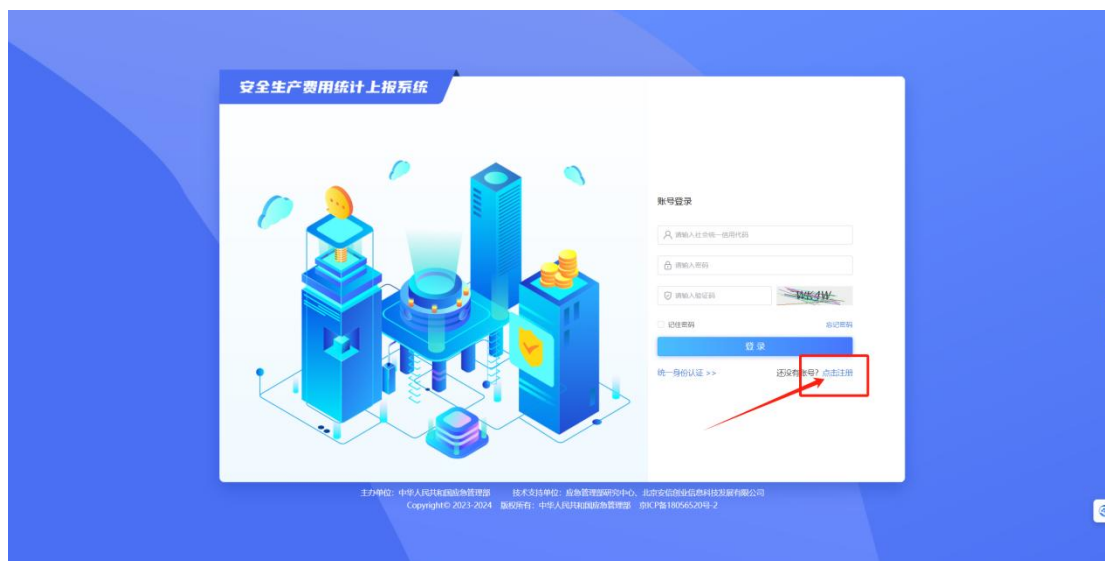 安全生产费用统计上报系统
账号登录
请输入社会统一信用代码
请输入密码
请输入验证码
WK4W
记住密码 忘记密码
登录
统一身份认证 >> 还没有账号? 点击注册
主办单位：中华人民共和国应急管理部 技术支持单位：应急管理部研究中心、北京安信创业信息科技发展有限公司
Copyright© 2023-2024 版权所有：中华人民共和国应急管理部 京ICP备18056520号-2